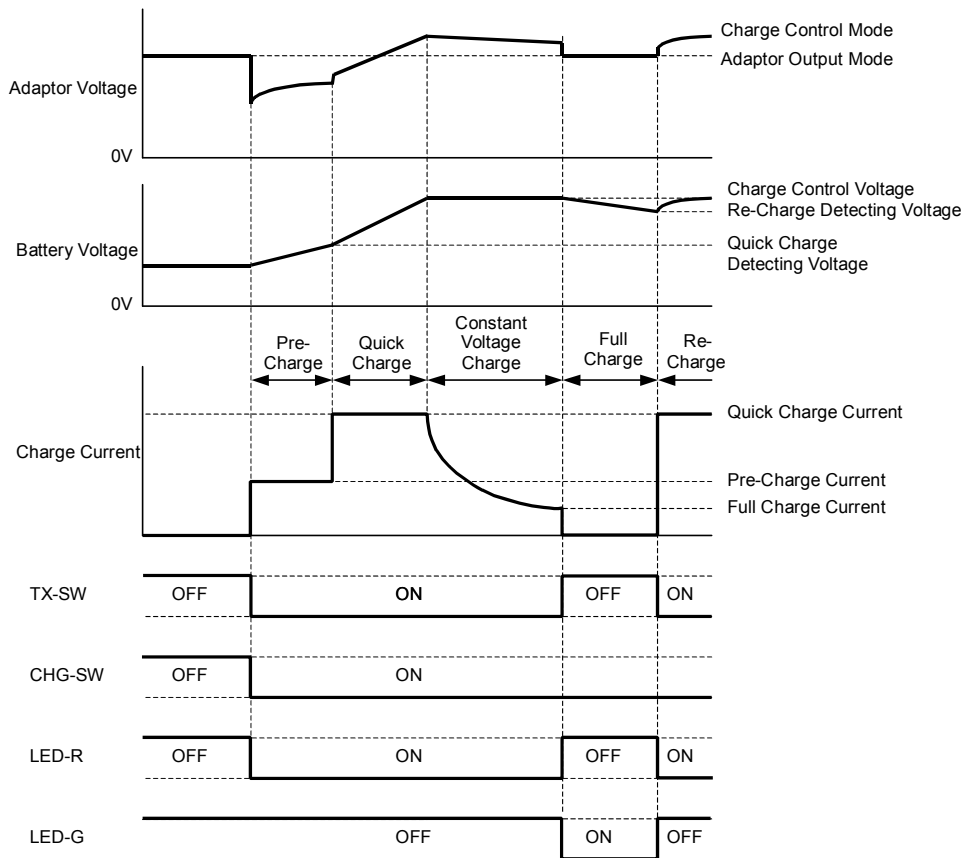 Charge Control Mode
Adaptor Output Mode
Adaptor Voltage
0V
Charge Control Voltage
Re-Charge Detecting Voltage
Battery Voltage
Quick Charge
Detecting Voltage
0V
Pre-
Charge
Quick
Charge
Constant
Voltage
Charge
Full
Charge
Re-
Charge
Quick Charge Current
Charge Current
Pre-Charge Current
Full Charge Current
TX-SW
OFF
ON
OFF
ON
CHG-SW
OFF
ON
LED-R
OFF
ON
OFF
ON
LED-G
OFF
ON
OFF